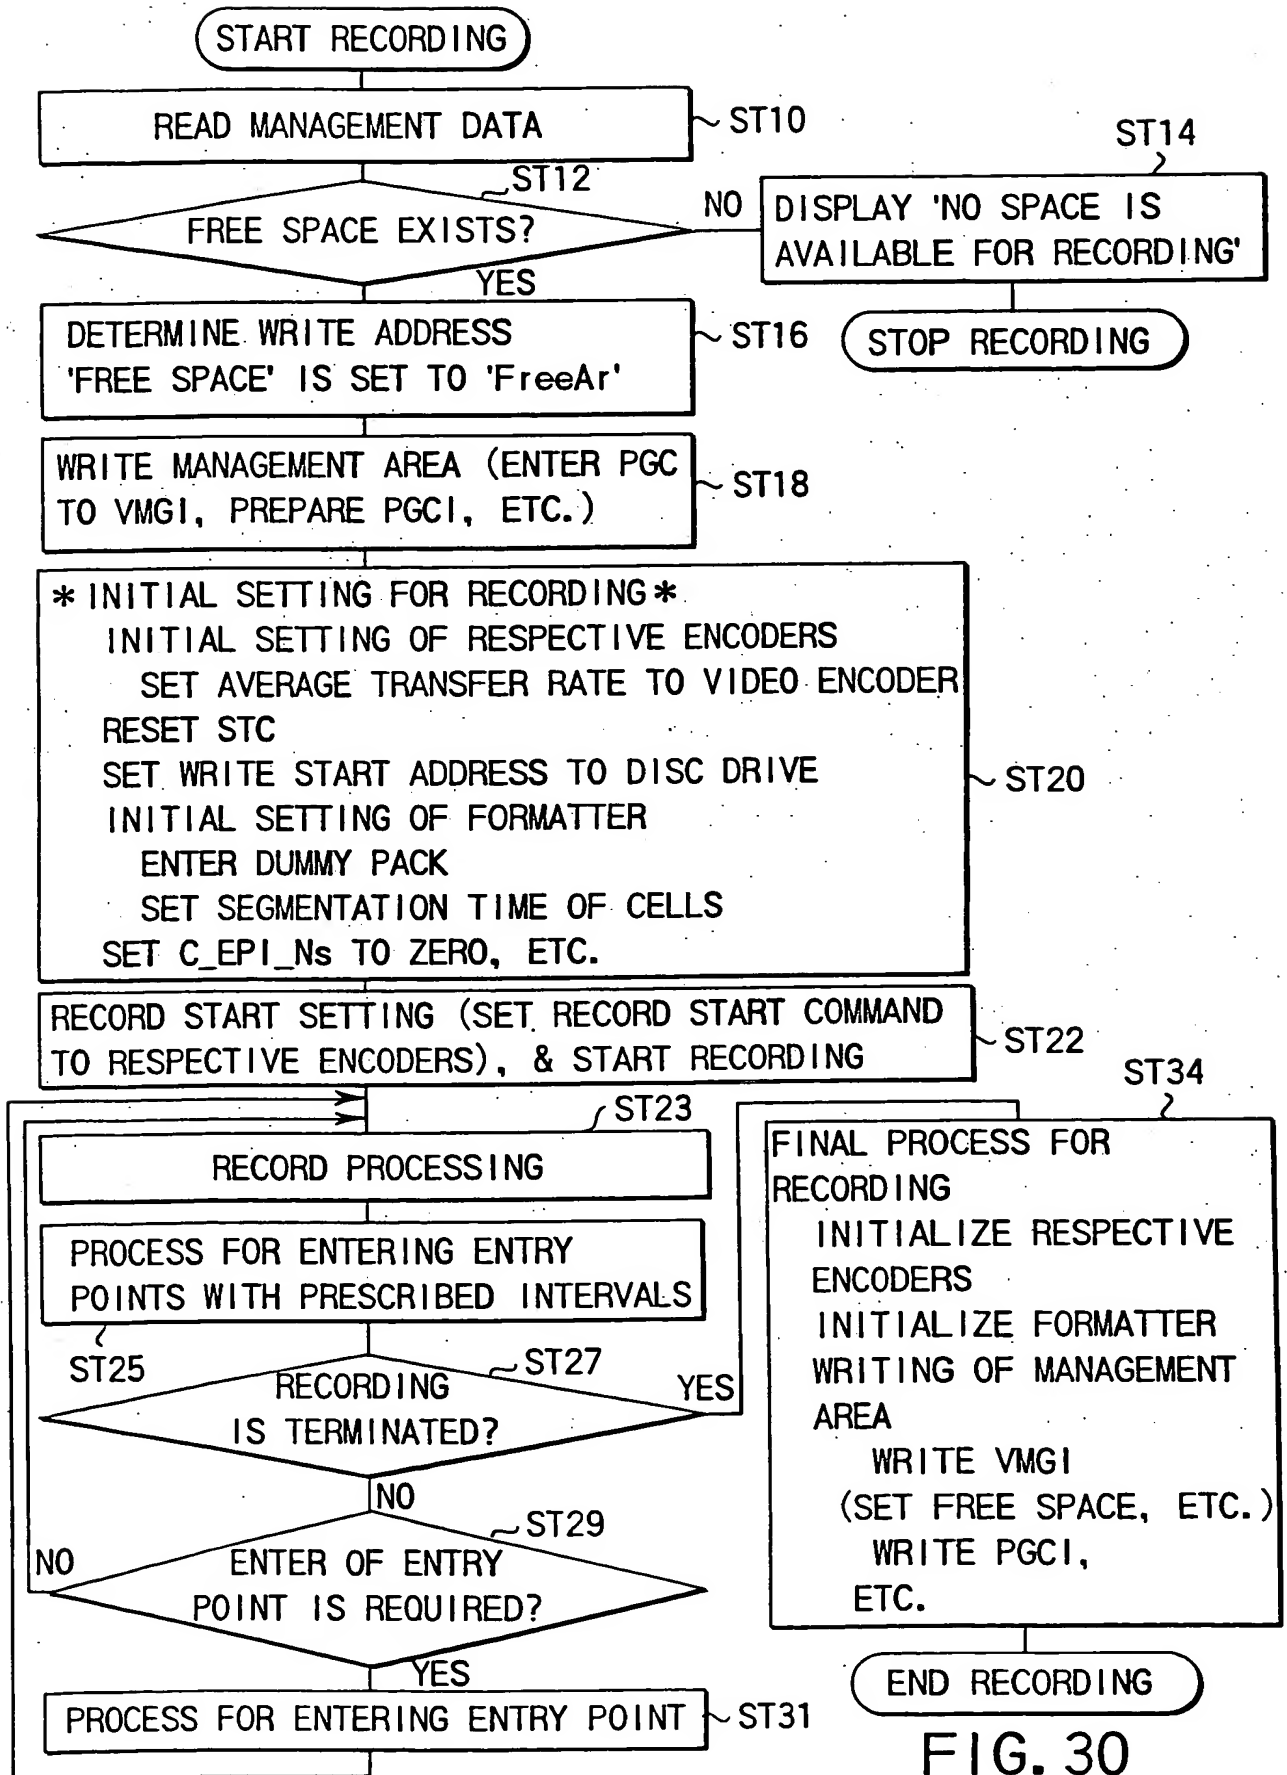 START RECORDING
READ MANAGEMENT DATA
ST10
ST12
FREE SPACE EXISTS?
NO
ST14
DISPLAY 'NO SPACE IS
AVAILABLE FOR RECORDING'
STOP RECORDING
YES
DETERMINE WRITE ADDRESS
'FREE SPACE' IS SET TO 'FreeAr'
ST16
WRITE MANAGEMENT AREA (ENTER PGC
TO VMGI, PREPARE PGCI, ETC.)
ST18
* INITIAL SETTING FOR RECORDING *
INITIAL SETTING OF RESPECTIVE ENCODERS
SET AVERAGE TRANSFER RATE TO VIDEO ENCODER
RESET STC
SET WRITE START ADDRESS TO DISC DRIVE
INITIAL SETTING OF FORMATTER
ENTER DUMMY PACK
SET SEGMENTATION TIME OF CELLS
SET C_EPI_Ns TO ZERO, ETC.
ST20
RECORD START SETTING (SET RECORD START COMMAND
TO RESPECTIVE ENCODERS), & START RECORDING
ST22
ST23
RECORD PROCESSING
PROCESS FOR ENTERING ENTRY
POINTS WITH PRESCRIBED INTERVALS
ST25
ST27
RECORDING
IS TERMINATED?
YES
NO
ST29
ENTER OF ENTRY
POINT IS REQUIRED?
NO
YES
PROCESS FOR ENTERING ENTRY POINT
ST31
ST34
FINAL PROCESS FOR
RECORDING
INITIALIZE RESPECTIVE
ENCODERS
INITIALIZE FORMATTER
WRITING OF MANAGEMENT
AREA
WRITE VMGI
(SET FREE SPACE, ETC.)
WRITE PGCI,
ETC.
END RECORDING
FIG. 30